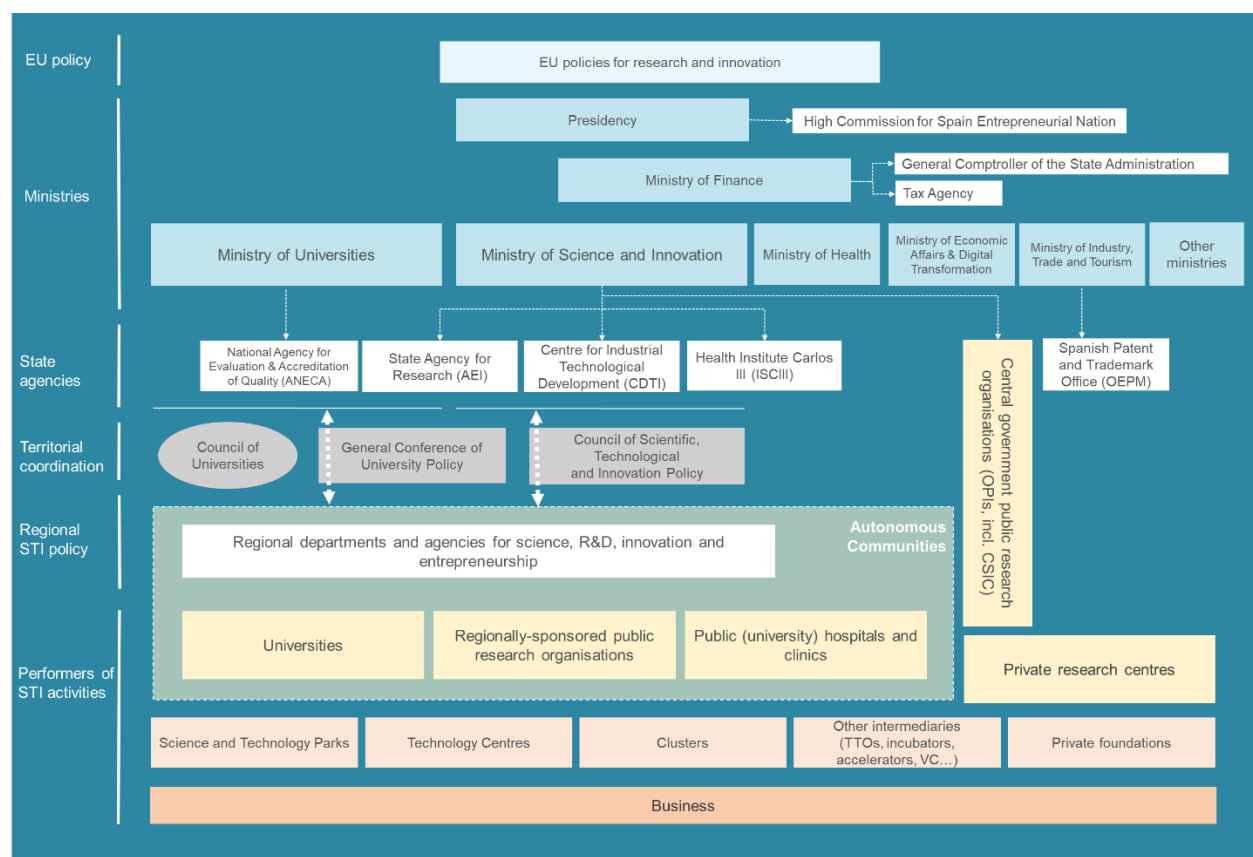 EU policy
EU policies for research and innovation
Presidency
High Commission for Spain Entrepreneurial Nation
General Comptroller of the State Administration
Ministries
Ministry of Finance
Tax Agency
Ministry of Universities
Ministry of Science and Innovation
Ministry of Health
Ministry of Economic
Affairs & Digital
Transformation
Ministry of Industry,
Trade and Tourism
Other
ministries
State
agencies
National Agency for
Evaluation & Accreditation
of Quality (ANECA)
State Agency for
Research (AEI)
Centre for Industrial
Technological
Development (CDTI)
Health Institute Carlos
III (ISCIII)
Central government public research
organisations (OPIs, incl. CSIC)
Spanish Patent
and Trademark
Office (OEPM)
Territorial
coordination
Council of
Universities
General Conference of
University Policy
Council of Scientific,
Technological
and Innovation Policy
Regional
STI policy
Autonomous
Communities
Regional departments and agencies for science, R&D, innovation and
entrepreneurship
Performers of
STI activities
Universities
Regionally-sponsored public
research organisations
Public (university) hospitals and
clinics
Private research centres
Science and Technology Parks
Technology Centres
Clusters
Other intermediaries
(TTOs, incubators,
accelerators, VC…)
Private foundations
Business